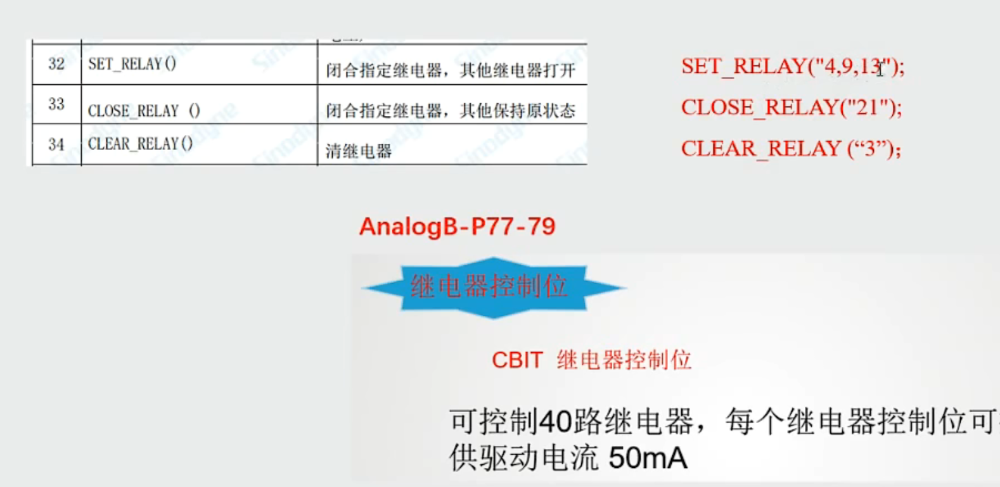 32 SET_RELAY() 闭合指定继电器，其他继电器打开
33 CLOSE_RELAY () 闭合指定继电器，其他保持原状态
34 CLEAR_RELAY() 清继电器
SET_RELAY("4,9,13");
CLOSE_RELAY("21");
CLEAR_RELAY (“3”);
AnalogB-P77-79
继电器控制位
CBIT 继电器控制位
可控制40路继电器，每个继电器控制位可
供驱动电流 50mA
Sinodyne